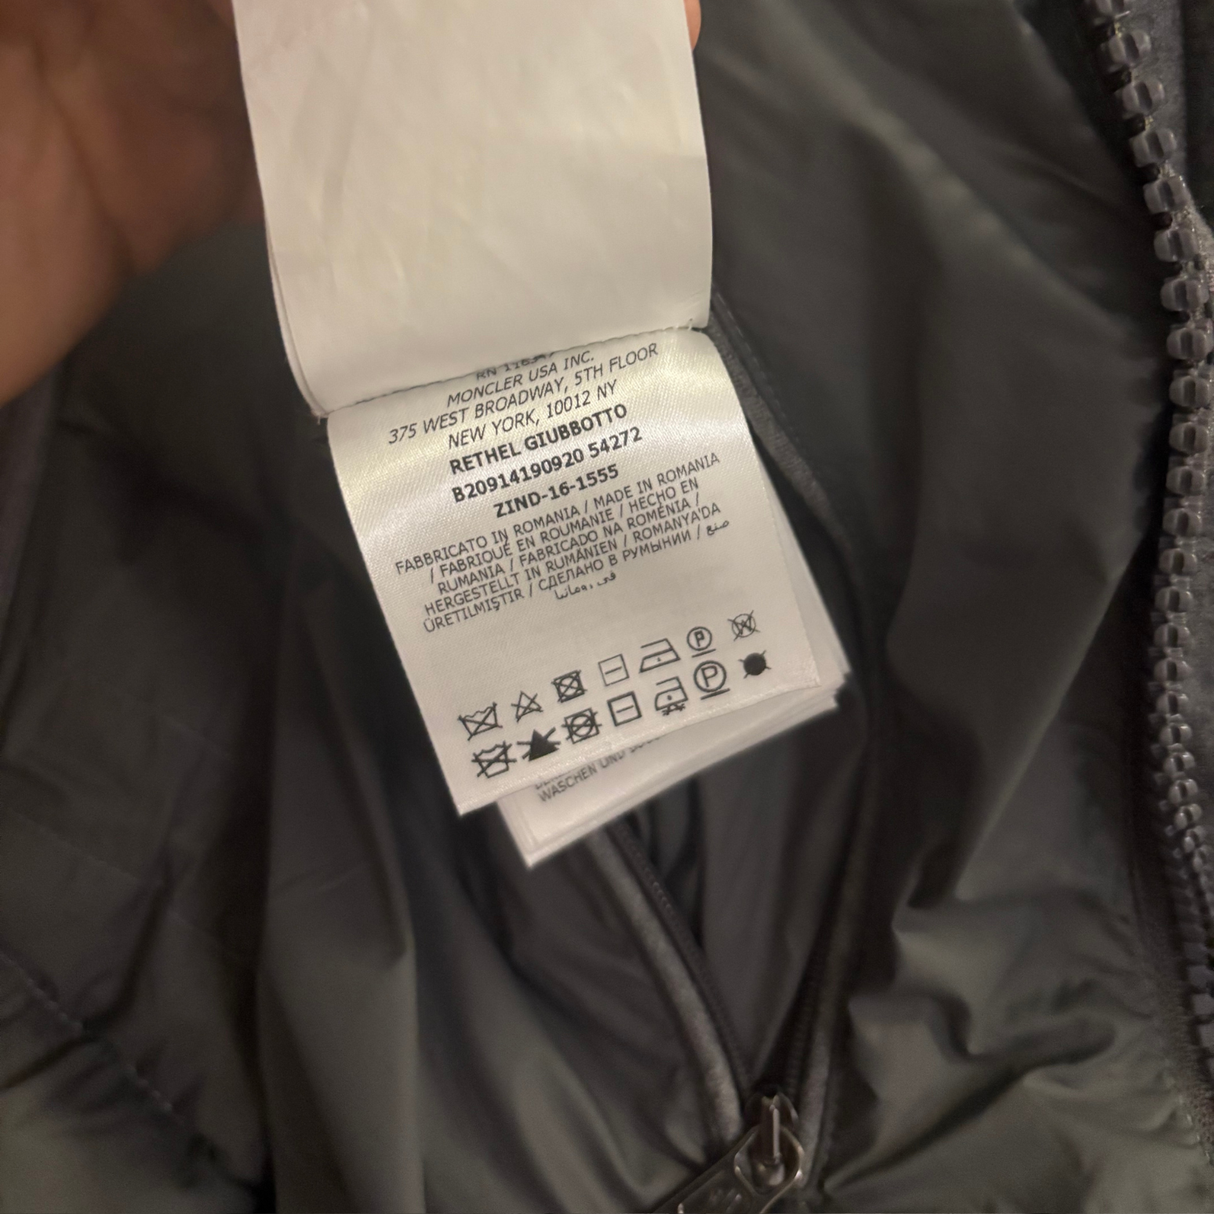 MONCLER USA INC.
375 WEST BROADWAY, 5TH FLOOR
NEW YORK, 10012 NY
RETHEL GIUBBOTTO
B20914190920 54272
ZIND-16-1555
FABBRICATO IN ROMANIA / MADE IN ROMANIA
/ FABRIQUÉ EN ROUMANIE / HECHO EN
RUMANIA / FABRICADO NA ROMÊNIA /
HERGESTELLT IN RUMÄNIEN / ROMANYA'DA
ÜRETILMIŞTIR / СДЕЛАНО В РУМЫНИИ / صنع
في رومانيا
P W
P
WASCHEN UND